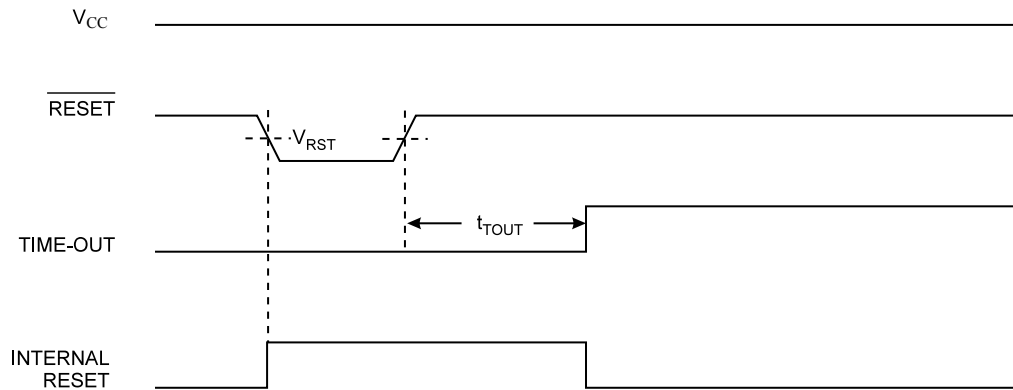 VCC
RESET
VRST
tTOUT
TIME-OUT
INTERNAL
RESET